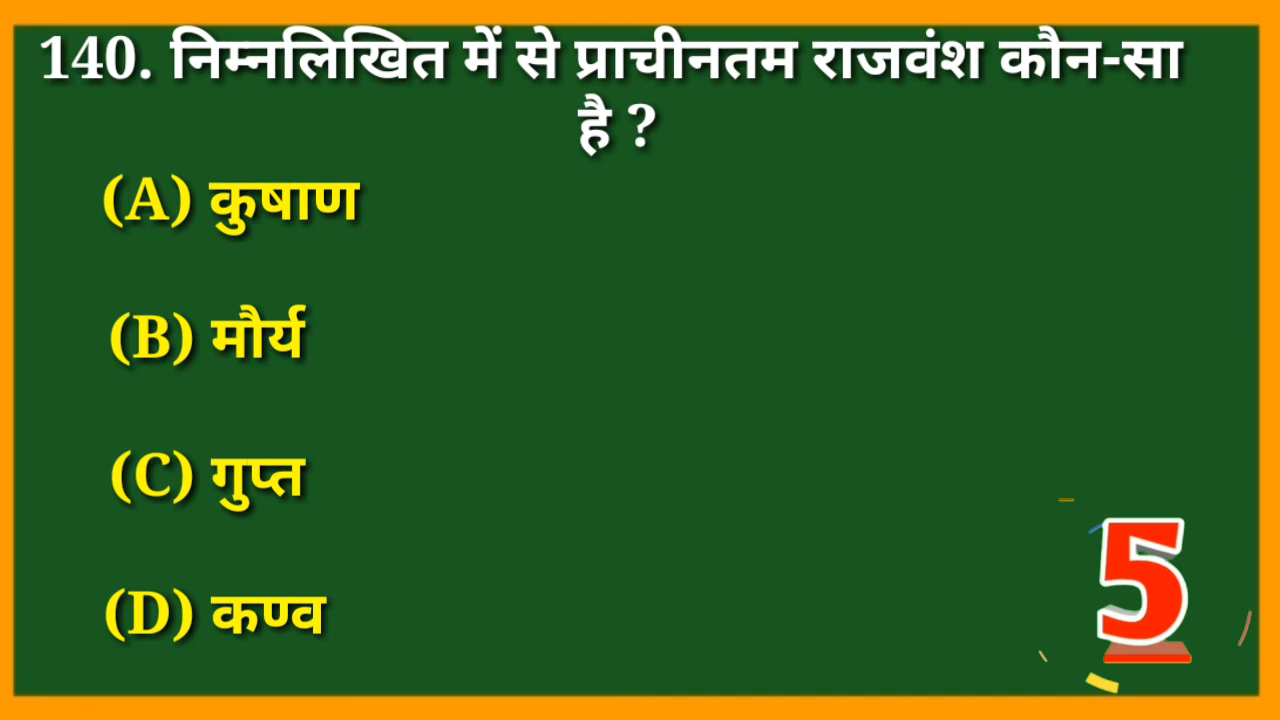 140. निम्नलिखित में से प्राचीनतम राजवंश कौन-सा
है ?
(A) कुषाण
(B) मौर्य
(C) गुप्त
(D) कण्व
5